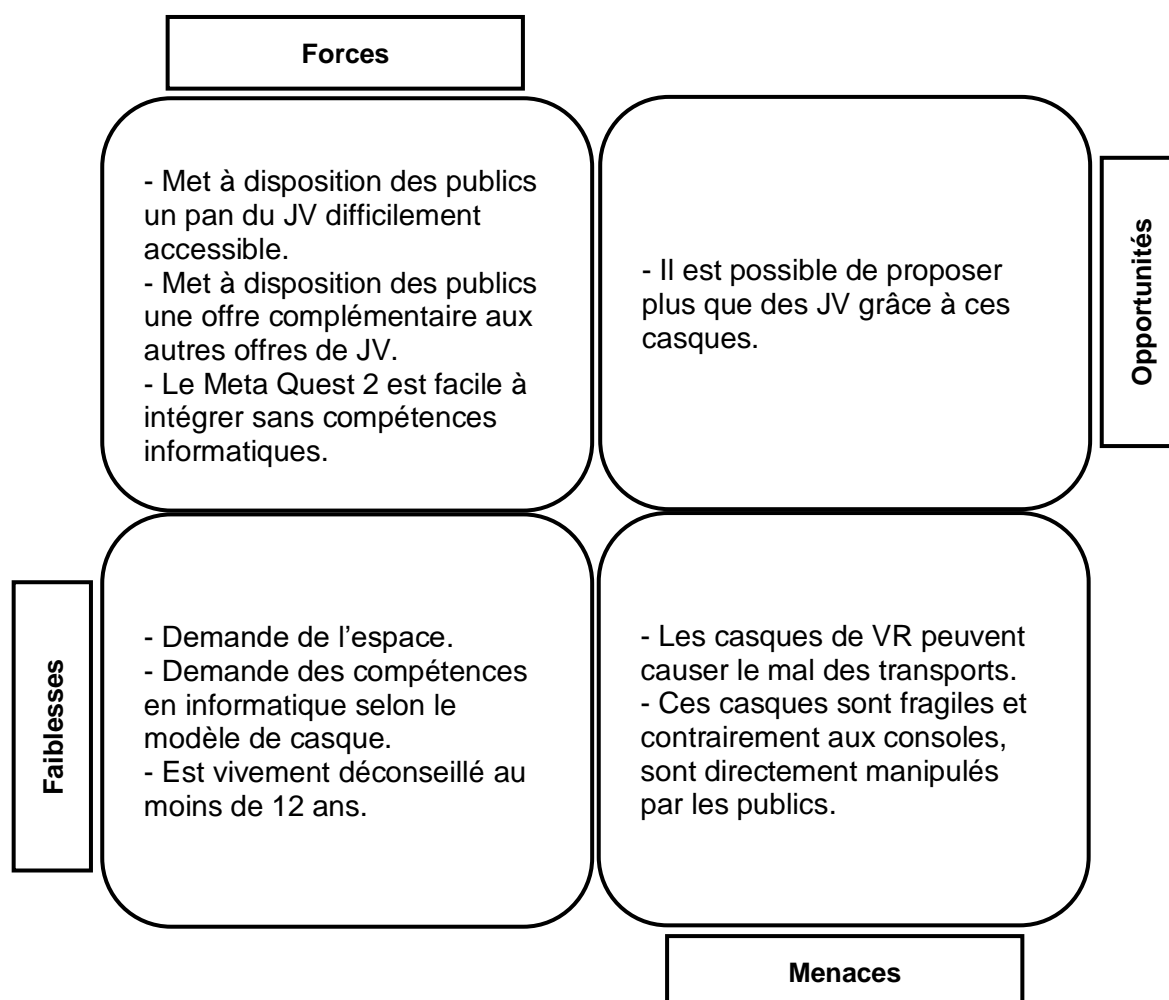 Forces
- Met à disposition des publics
un pan du JV difficilement
accessible.
- Met à disposition des publics
une offre complémentaire aux
autres offres de JV.
- Le Meta Quest 2 est facile à
intégrer sans compétences
informatiques.
Opportunités
- Il est possible de proposer
plus que des JV grâce à ces
casques.
Faiblesses
- Demande de l’espace.
- Demande des compétences
en informatique selon le
modèle de casque.
- Est vivement déconseillé au
moins de 12 ans.
- Les casques de VR peuvent
causer le mal des transports.
- Ces casques sont fragiles et
contrairement aux consoles,
sont directement manipulés
par les publics.
Menaces